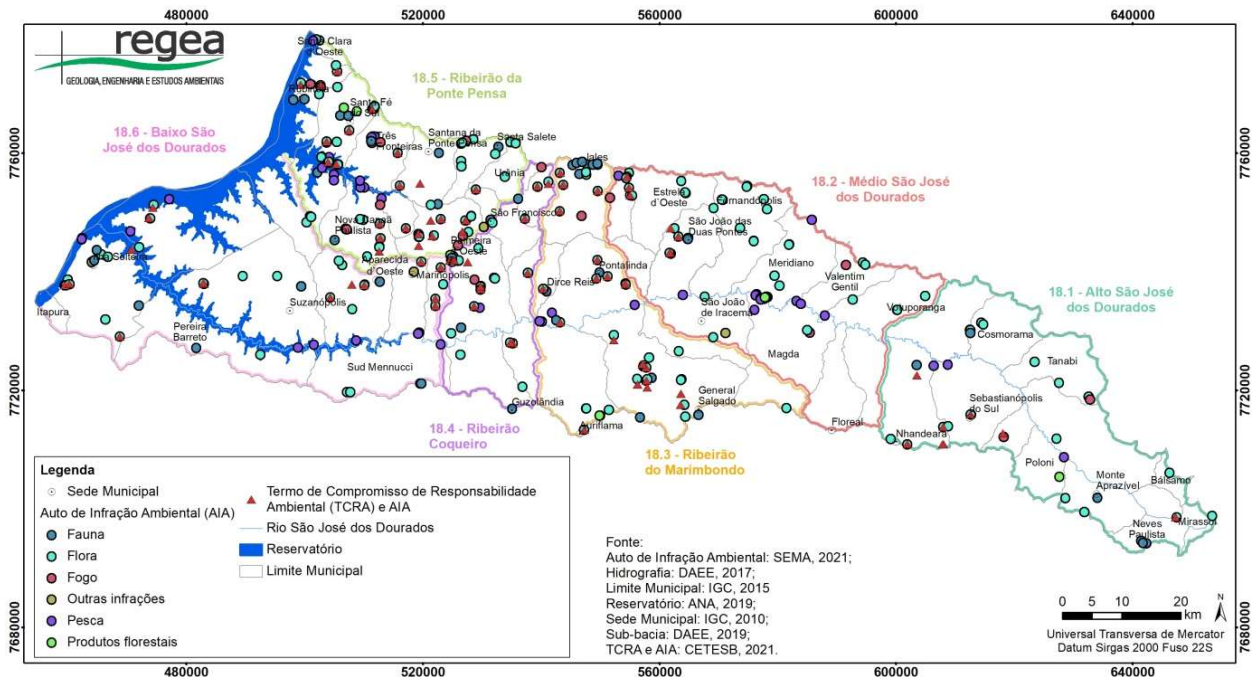 480000 520000 560000 600000 640000
regea
GEOLOGIA, ENGENHARIA E ESTUDOS AMBIENTAIS
7760000
7720000
7680000
7760000
7720000
7680000
18.6 - Baixo São
José dos Dourados
18.5 - Ribeirão da
Ponte Pensa
18.2 - Médio São José
dos Dourados
18.1 - Alto São José
dos Dourados
18.4 - Ribeirão
Coqueiro
18.3 - Ribeirão
do Marimbondo
Santa Fé
do Sul
Três
Fronteiras
Santana da
Ponte Pensa
Santa Salete
Urânia
Jales
São Francisco
Nova Canaã
Paulista
Palmeira
d'Oeste
Aparecida
d'Oeste
Marinópolis
Suzanápolis
Itapura
Pereira
Barreto
Sud Mennucci
Dirce Reis
Pontalinda
Estrela
d'Oeste
Fernandópolis
São João das
Duas Pontes
Meridiano
Valentim
Gentil
Votuporanga
São João
de Iracema
Magda
General
Salgado
Guzolândia
Auriflama
Floreal
Nhandeara
Cosmorama
Tanabi
Sebastianópolis
do Sul
Poloni
Monte
Aprazível
Bálsamo
Neves
Paulista
Mirassol
Legenda
Sede Municipal
Auto de Infração Ambiental (AIA)
Fauna
Flora
Fogo
Outras infrações
Pesca
Produtos florestais
Termo de Compromisso de Responsabilidade
Ambiental (TCRA) e AIA
Rio São José dos Dourados
Reservatório
Limite Municipal
Fonte:
Auto de Infração Ambiental: SEMA, 2021;
Hidrografia: DAEE, 2017;
Limite Municipal: IGC, 2015
Reservatório: ANA, 2019;
Sede Municipal: IGC, 2010;
Sub-bacia: DAEE, 2019;
TCRA e AIA: CETESB, 2021.
N
0 5 10 20
km
Universal Transversa de Mercator
Datum Sirgas 2000 Fuso 22S
480000 520000 560000 600000 640000